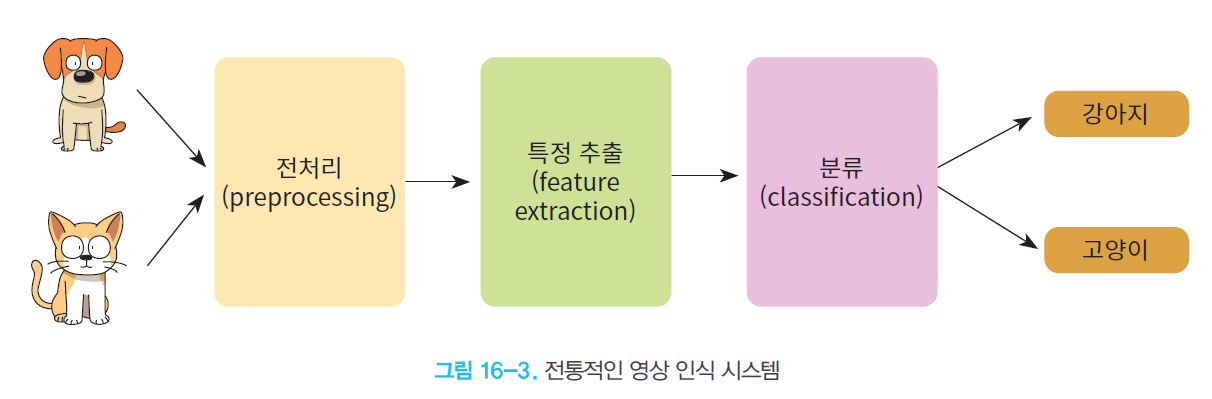 전처리
(preprocessing)
특정 추출
(feature
extraction)
분류
(classification)
강아지
고양이
그림 16-3. 전통적인 영상 인식 시스템